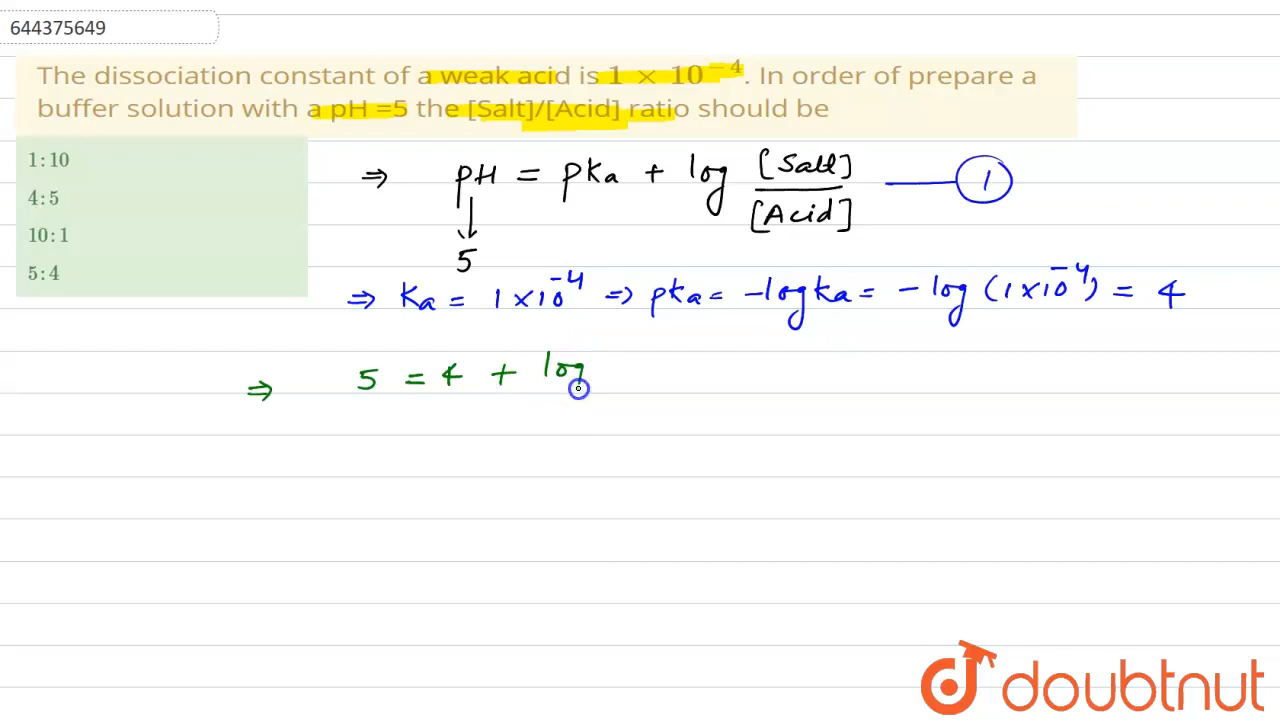 644375649
The dissociation constant of a weak acid is 1 × 10⁻⁴. In order of prepare a
buffer solution with a pH =5 the [Salt]/[Acid] ratio should be
1 : 10
4 : 5
10 : 1
5 : 4
⇒ pH = pKa + log [Salt]/[Acid] — 1
5
⇒ Ka = 1×10⁻⁴ ⇒ pka = -logka = -log (1×10⁻⁴) = 4
⇒ 5 = 4 + log
doubtnut